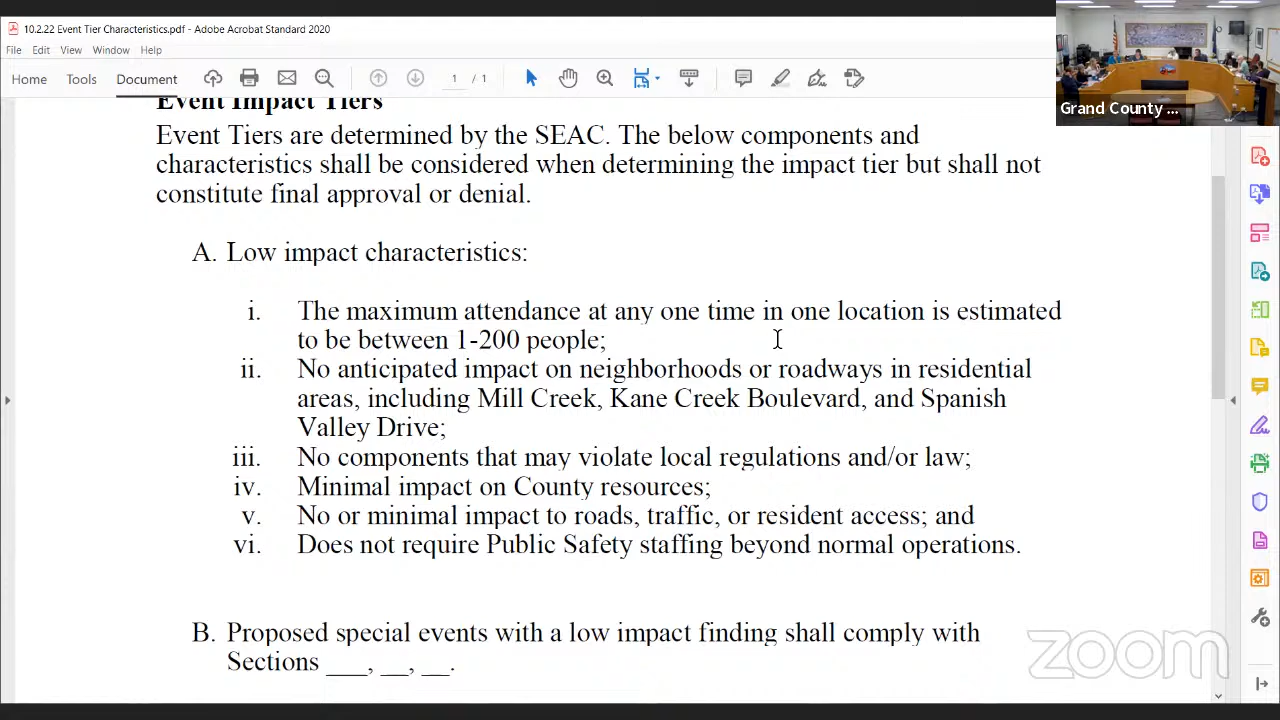 10.2.22 Event Tier Characteristics.pdf - Adobe Acrobat Standard 2020
File Edit View Window Help
Home Tools Document 1 / 1
Grand County ...
Event Impact Tiers
Event Tiers are determined by the SEAC. The below components and
characteristics shall be considered when determining the impact tier but shall not
constitute final approval or denial.
A. Low impact characteristics:
i. The maximum attendance at any one time in one location is estimated
to be between 1-200 people;
ii. No anticipated impact on neighborhoods or roadways in residential
areas, including Mill Creek, Kane Creek Boulevard, and Spanish
Valley Drive;
iii. No components that may violate local regulations and/or law;
iv. Minimal impact on County resources;
v. No or minimal impact to roads, traffic, or resident access; and
vi. Does not require Public Safety staffing beyond normal operations.
B. Proposed special events with a low impact finding shall comply with
Sections ___, __, __.
zoom